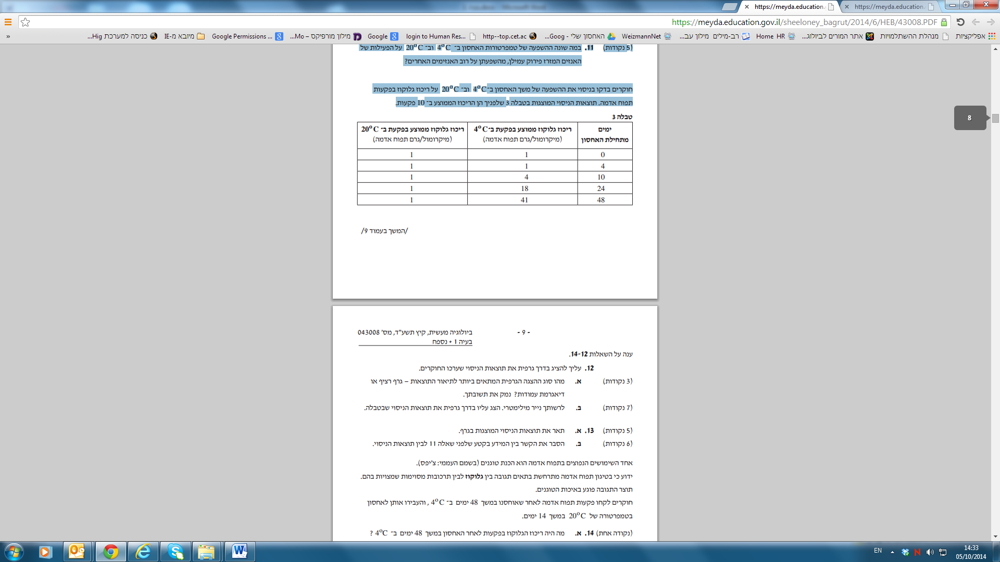 https://meyda.education.
https://meyda.education.
https://meyda.education.gov.il/sheeloney_bagrut/2014/6/HEB/43008.PDF
אפליקציות
מנהלת ההשתלמויות
אתר המורים לביולוג...
רב-מילים מילון עב...
Home HR
WeizmannNet
האחסון שלי - Goog...
http--top.cet.ac
login to Human Res...
Google
מילון מורפיקס – Mo...
Google Permissions ...
מיובא מ-IE
כניסה למערכת Hig...
»
(5 נקודות) 11. במה שונה ההשפעה של טמפרטורות האחסון ב־ 4°C וב־ 20°C על הפעילות של
האנזים המזרז פירוק עמילן, מהשפעתן על רוב האנזימים האחרים?
חוקרים בדקו בניסוי את ההשפעה של משך האחסון ב־4°C וב־ 20°C על ריכוז גלוקוז בפקעות
תפוח אדמה. תוצאות הניסוי המוצגות בטבלה 3 שלפניך הן הריכוז הממוצע ב־ 10 פקעות.
טבלה 3
ימים מתחילת האחסון | ריכוז גלוקוז ממוצע בפקעת ב־4°C (מיקרומול/גרם תפוח אדמה) | ריכוז גלוקוז ממוצע בפקעת ב־ 20°C (מיקרומול/גרם תפוח אדמה)
0 1 1
4 1 1
10 4 1
24 18 1
48 41 1
/המשך בעמוד 9/
8
- 9 - ביולוגיה מעשית, קיץ תשע"ד, מס' 043008
בעיה 1 + נספח
ענה על השאלות 12-14.
12. עליך להציג בדרך גרפית את תוצאות הניסוי שערכו החוקרים.
(3 נקודות) א. מהו סוג ההצגה הגרפית המתאים ביותר לתיאור התוצאות – גרף רציף או
דיאגרמת עמודות? נמק את תשובתך.
(7 נקודות) ב. לרשותך נייר מילימטרי. הצג עליו בדרך גרפית את תוצאות הניסוי שבטבלה.
(5 נקודות) 13. א. תאר את תוצאות הניסוי המוצגות בגרף.
(6 נקודות) ב. הסבר את הקשר בין המידע בקטע שלפני שאלה 11 לבין תוצאות הניסוי.
אחד השימושים הנפוצים בתפוח אדמה הוא הכנת טוגנים (בשמם העממי: צ'יפס).
ידוע כי בטיגון תפוח אדמה מתרחשת בתאים תגובה בין גלוקוז לבין תרכובות מסוימות שמצויות בהם.
תוצר התגובה פוגע באיכות הטוגנים.
חוקרים לקחו פקעות תפוח אדמה לאחר שאוחסנו במשך 48 ימים ב־ 4°C , והעבירו אותן לאחסון
בטמפרטורה של 20°C במשך 14 ימים.
(נקודה אחת) 14. א. מה היה ריכוז הגלוקוז בפקעות לאחר האחסון במשך 48 ימים ב־ 4°C ?
EN
14:33
05/10/2014